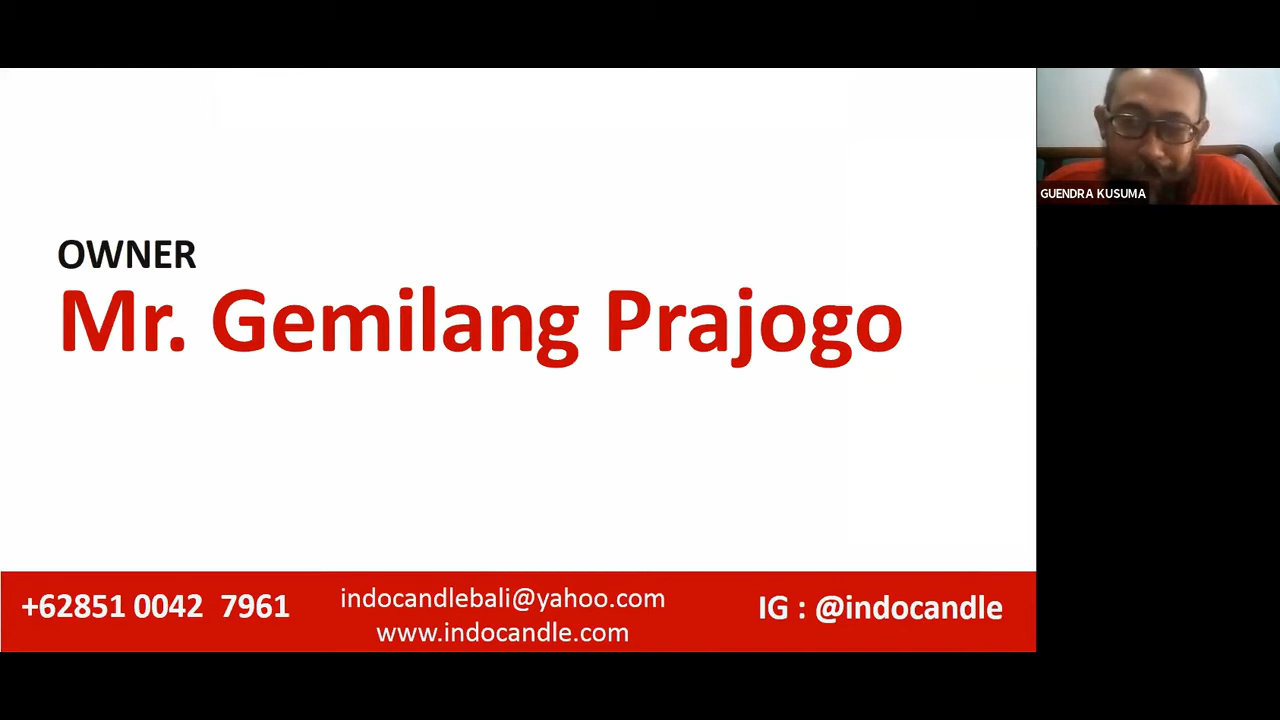 OWNER
Mr. Gemilang Prajogo
+62851 0042 7961
indocandlebali@yahoo.com
www.indocandle.com
IG : @indocandle
GUENDRA KUSUMA